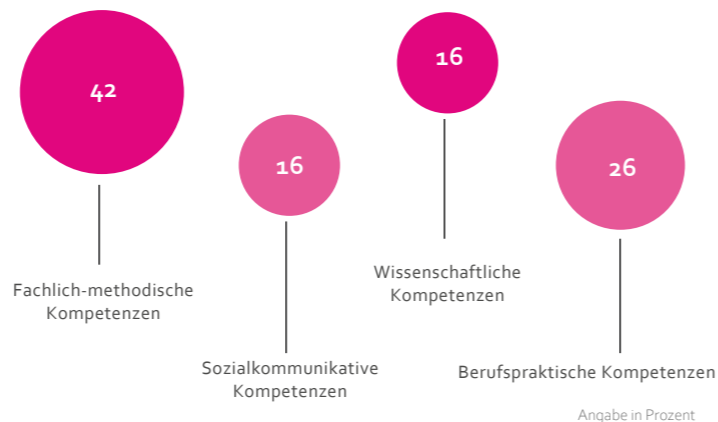 42
16
16
26
Fachlich-methodische
Kompetenzen
Sozialkommunikative
Kompetenzen
Wissenschaftliche
Kompetenzen
Berufspraktische Kompetenzen
Angabe in Prozent